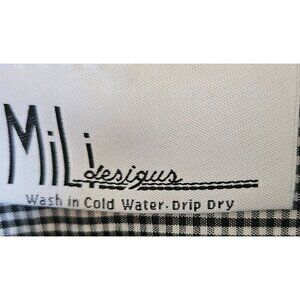 MiLi
designs
Wash in Cold Water. Drip Dry